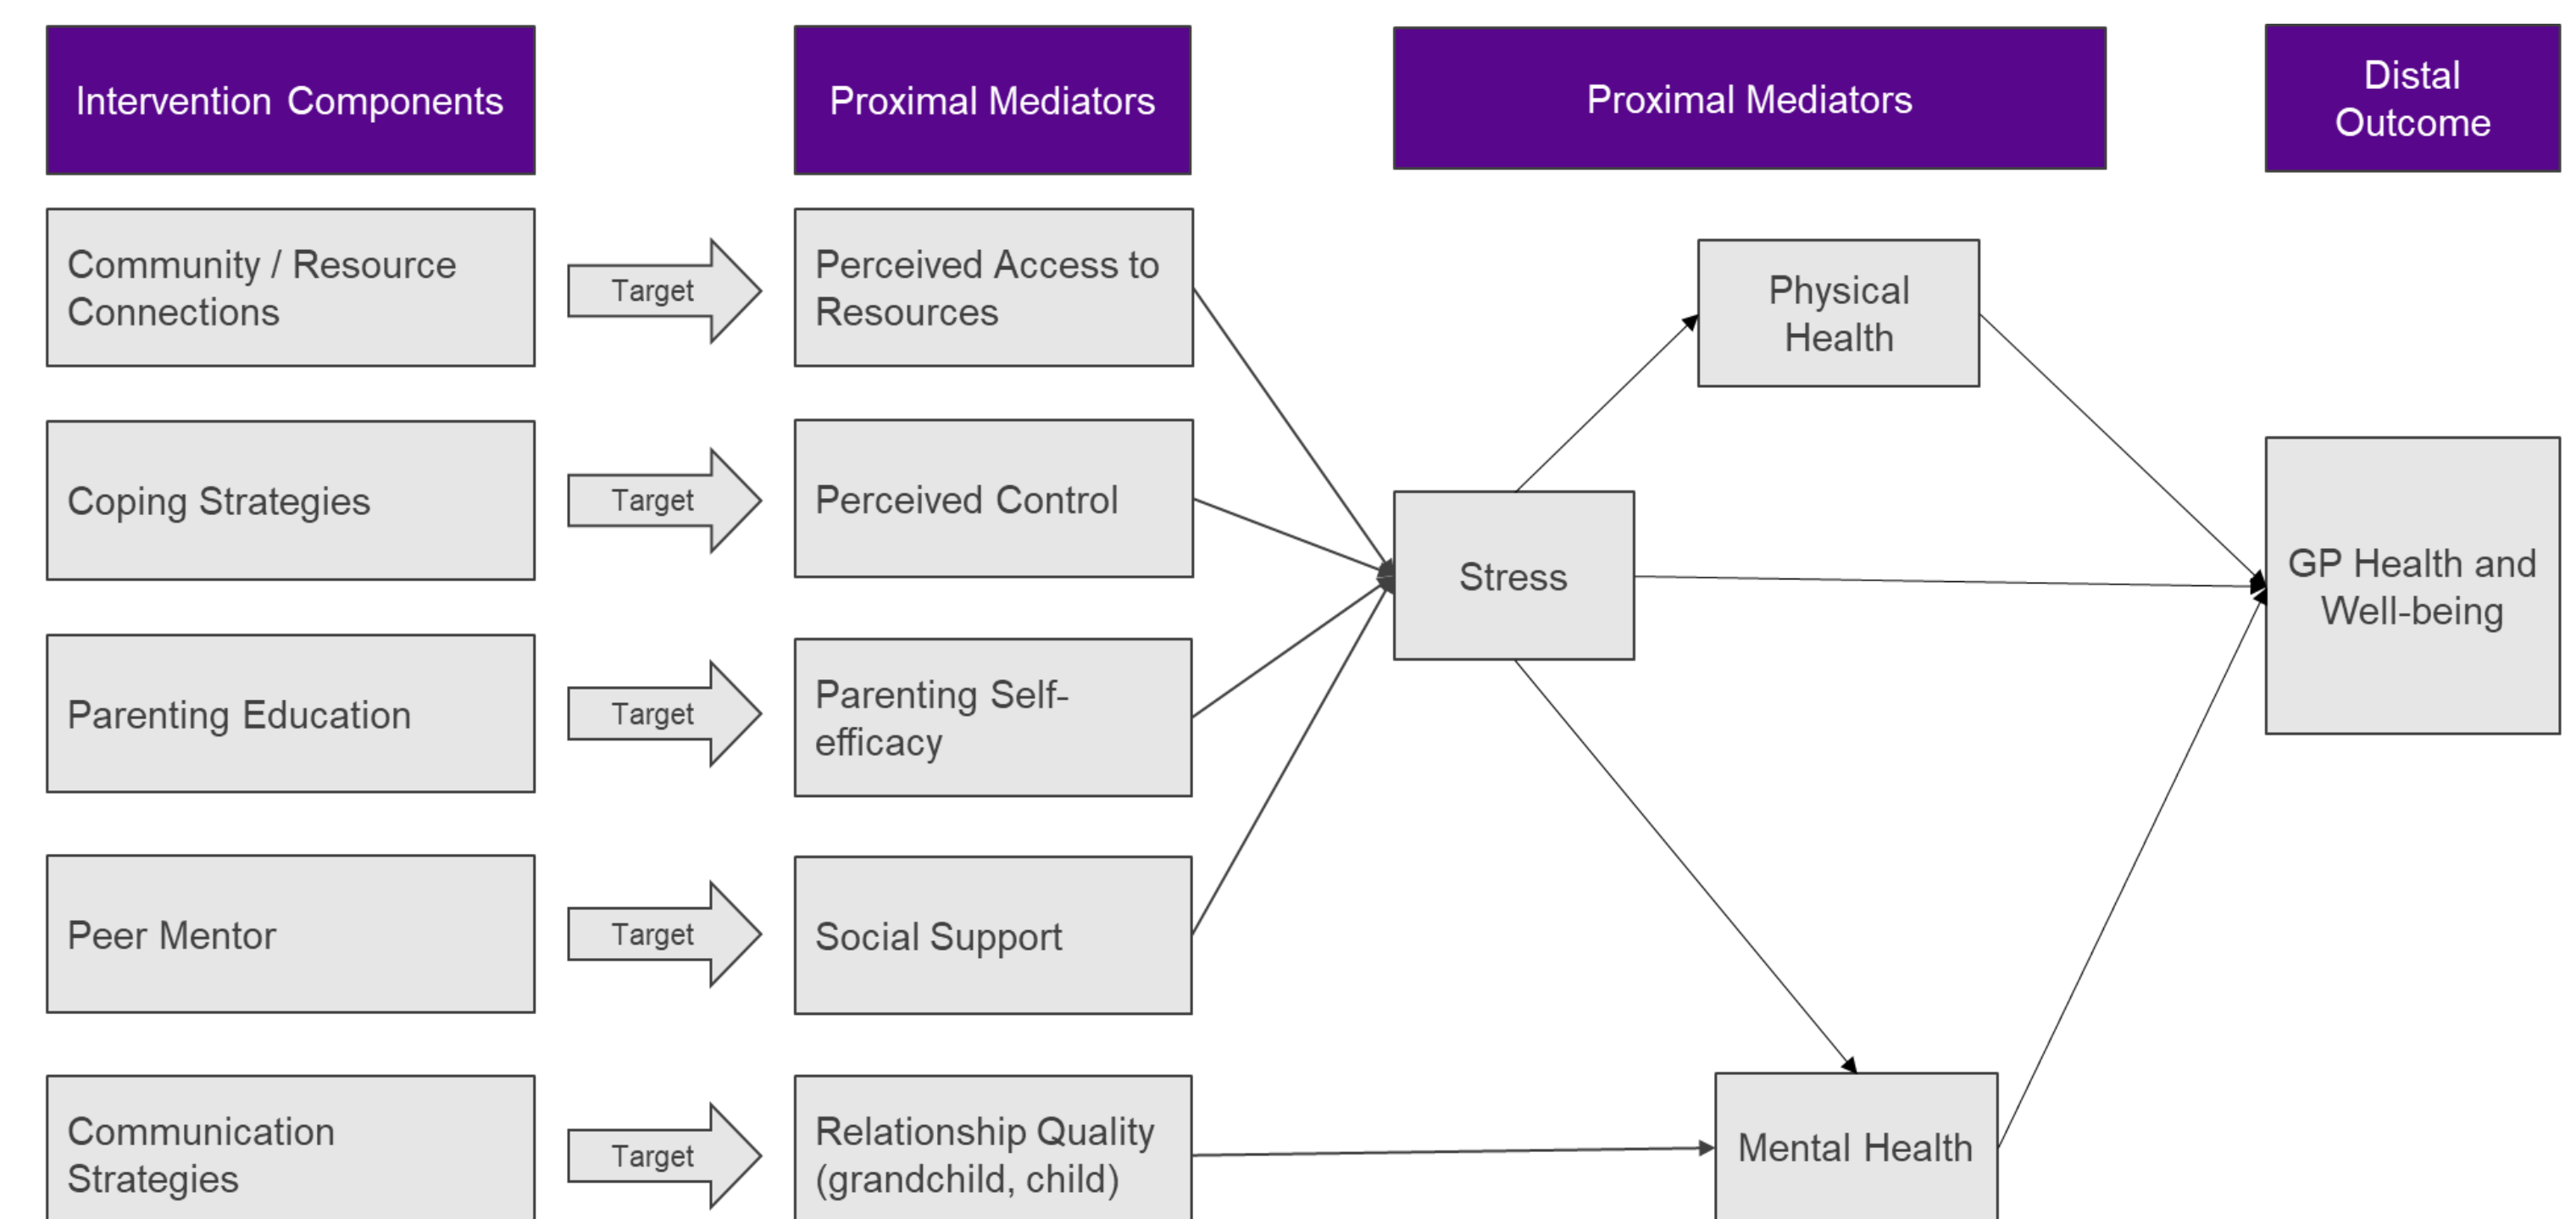 Intervention Components
Proximal Mediators
Proximal Mediators
Distal
Outcome
Community / Resource
Connections
Target
Perceived Access to
Resources
Physical
Health
Coping Strategies
Target
Perceived Control
Stress
GP Health and
Well-being
Parenting Education
Target
Parenting Self-
efficacy
Peer Mentor
Target
Social Support
Communication
Strategies
Target
Relationship Quality
(grandchild, child)
Mental Health